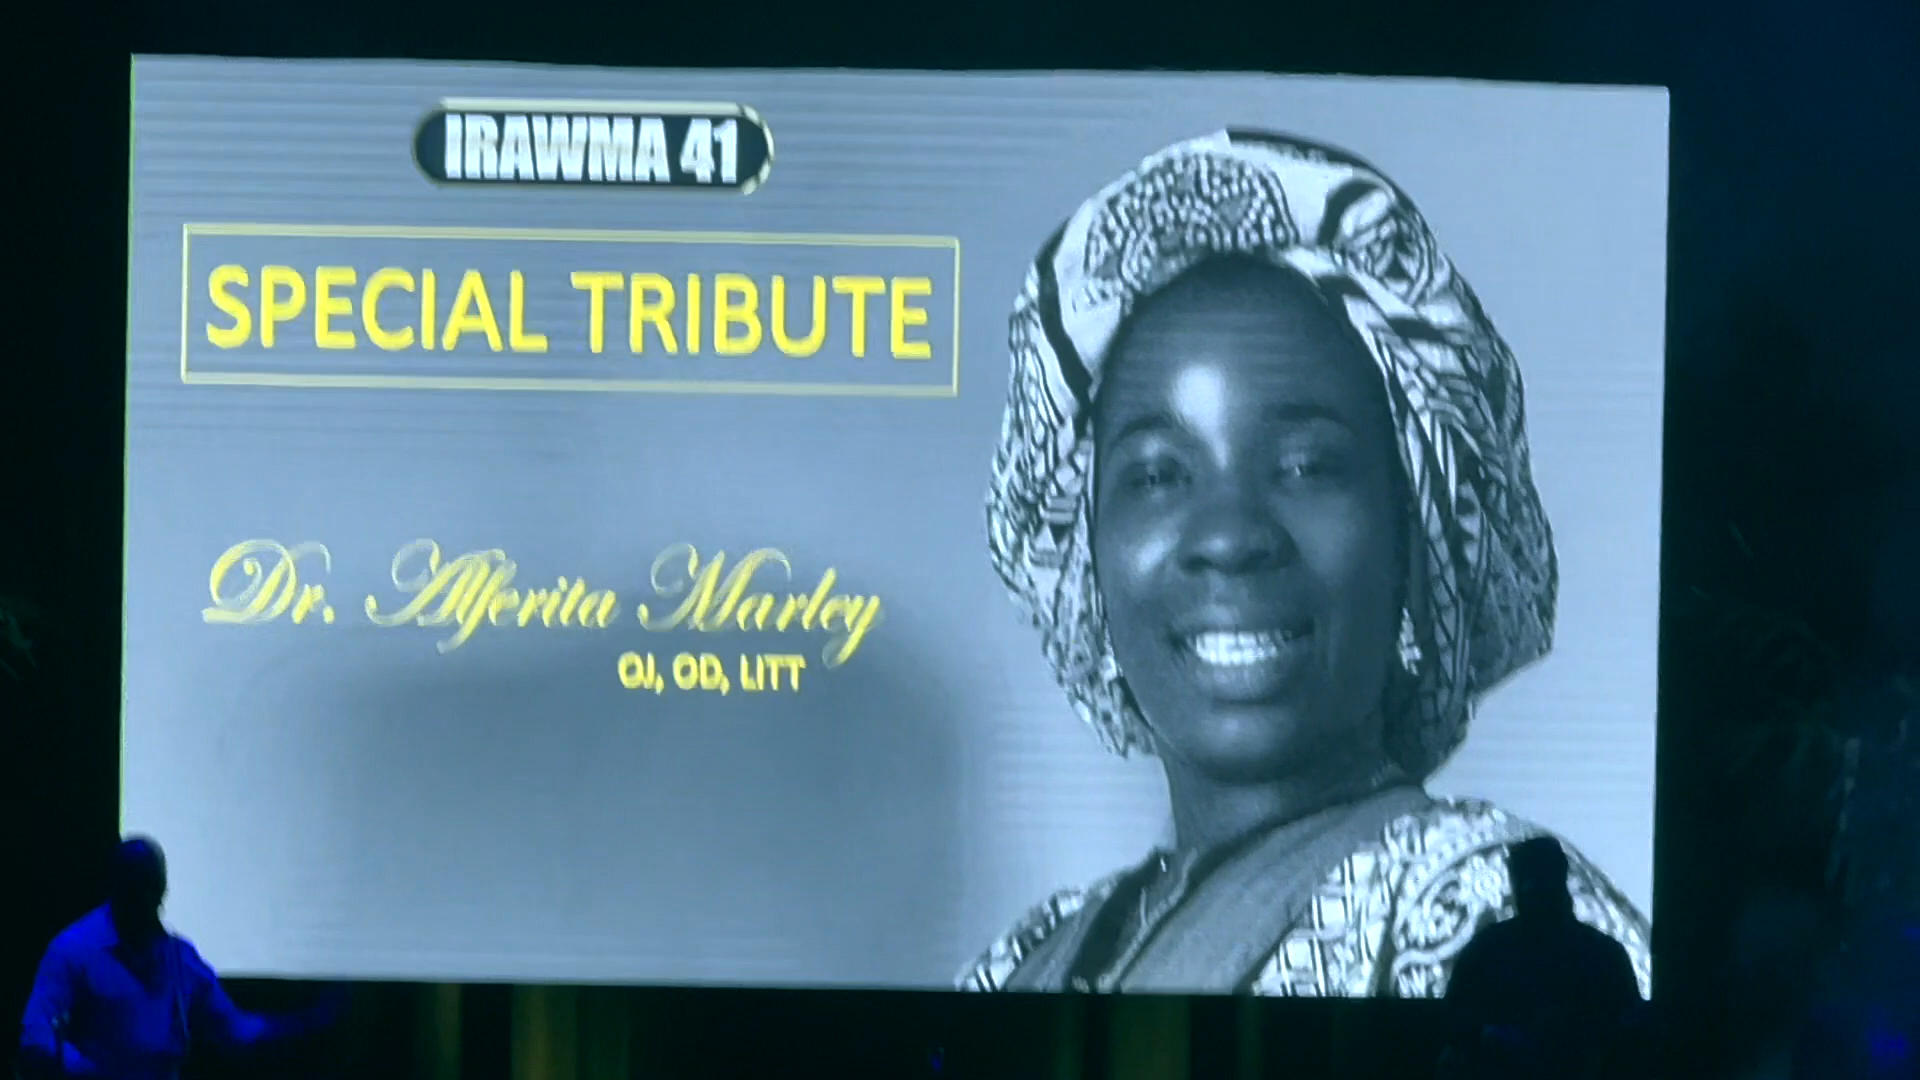 IRAWMA 41
SPECIAL TRIBUTE
Dr. Alferita Marley
OJ, OD, LITT